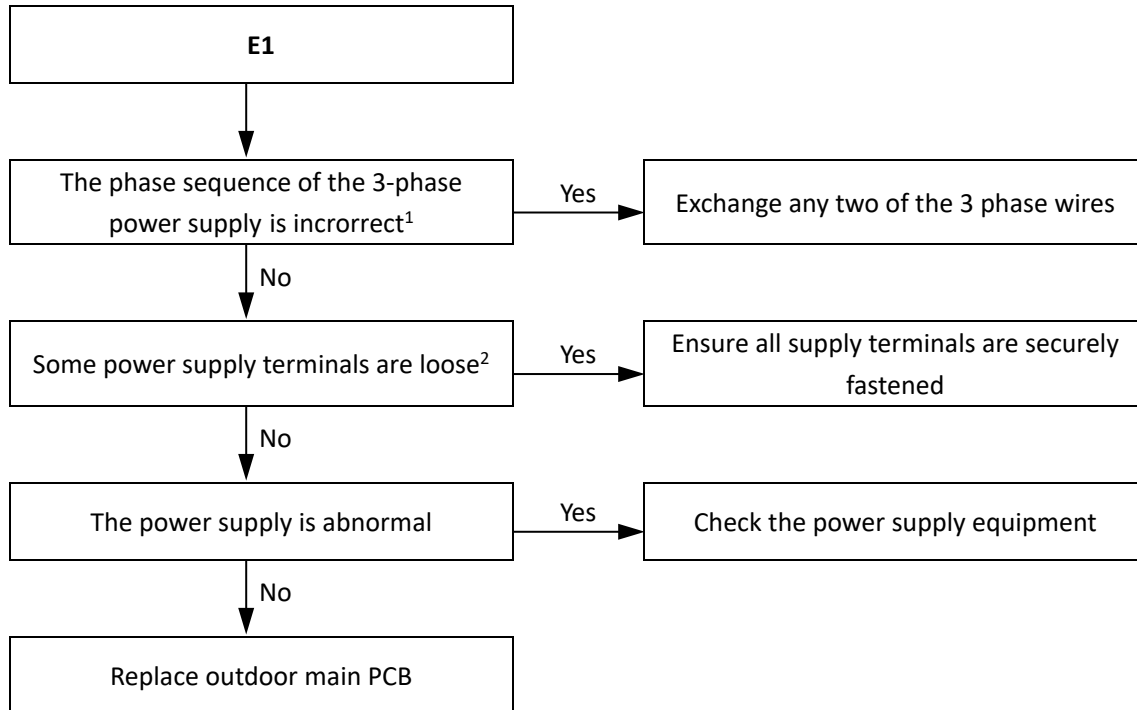 E1
The phase sequence of the 3-phase
power supply is incrorrect¹
Yes
Exchange any two of the 3 phase wires
No
Some power supply terminals are loose²
Yes
Ensure all supply terminals are securely
fastened
No
The power supply is abnormal
Yes
Check the power supply equipment
No
Replace outdoor main PCB